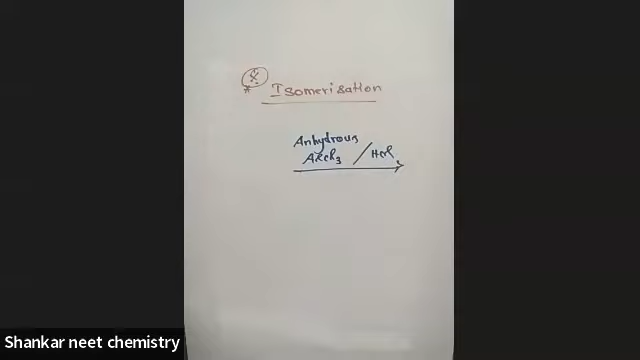 *
Isomerisation
Anhydrous
AlCl3 / HCl
Shankar neet chemistry